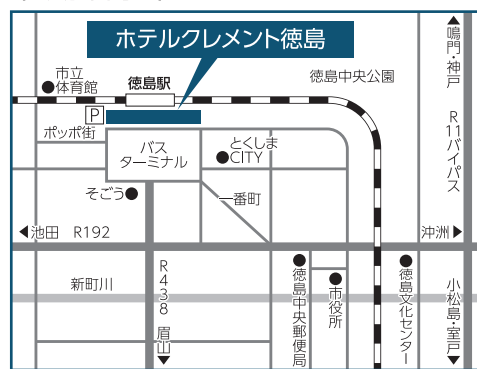 ホテルクレメント徳島
市立
体育館
徳島駅
徳島中央公園
鳴門・神戸
R11バイパス
P
ポッポ街
バス
ターミナル
とくしま
CITY
そごう
一番町
池田 R192
沖洲
新町川
R438
眉山
徳島中央郵便局
市役所
徳島文化センター
小松島・室戸